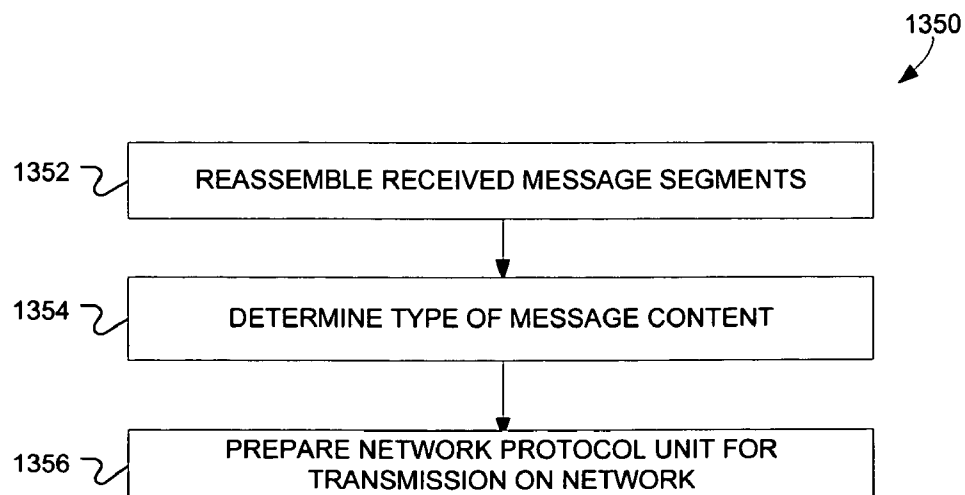 1350
1352
REASSEMBLE RECEIVED MESSAGE SEGMENTS
1354
DETERMINE TYPE OF MESSAGE CONTENT
1356
PREPARE NETWORK PROTOCOL UNIT FOR
TRANSMISSION ON NETWORK